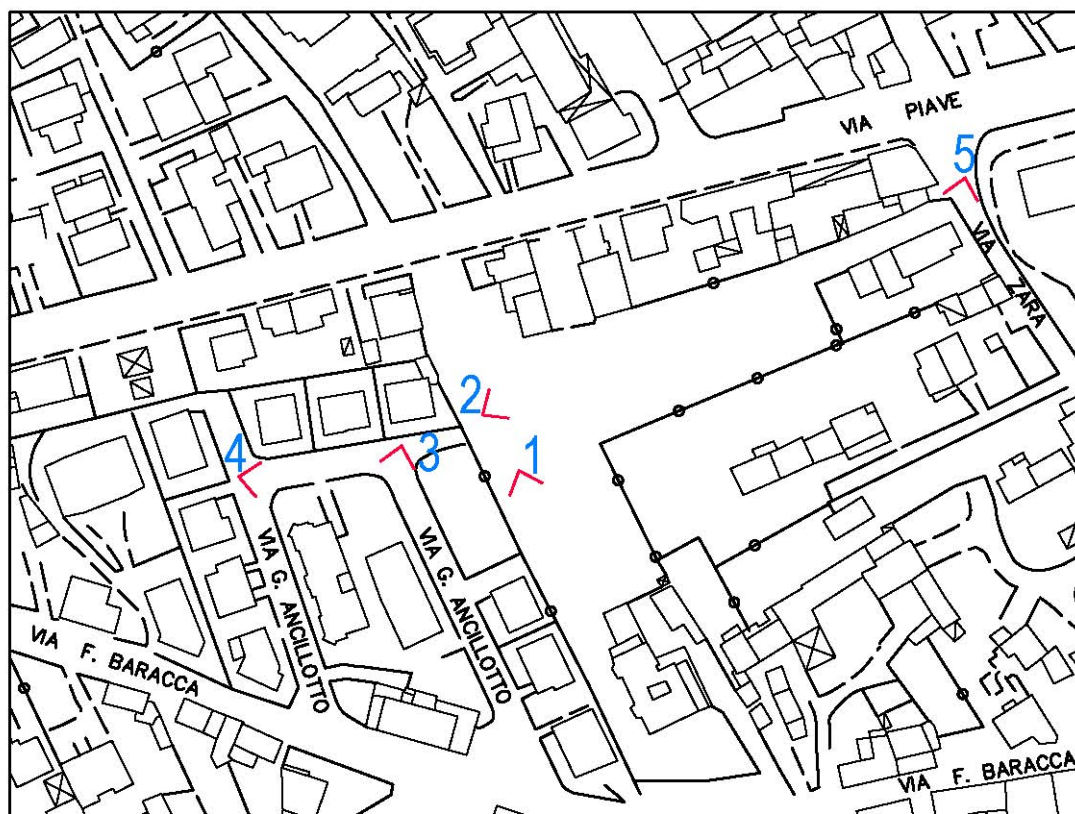 VIA PIAVE
5
VIA ZARA
2
4
3
1
VIA G. ANCILLOTTO
VIA G. ANCILLOTTO
VIA F. BARACCA
VIA F. BARACCA